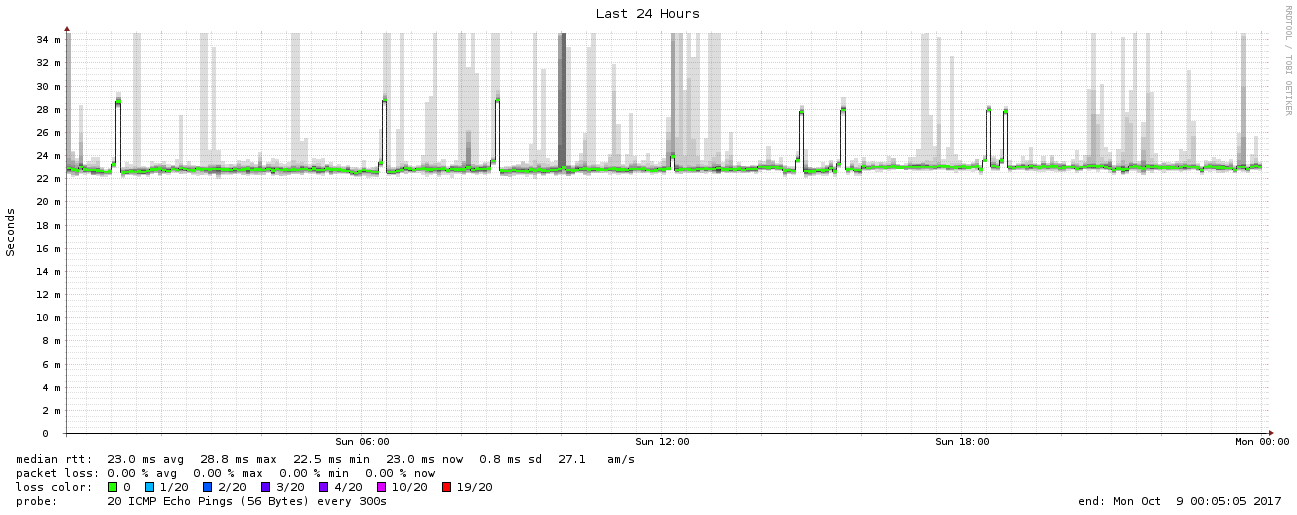 Last 24 Hours
RRDTOOL / TOBI OETIKER
34 m
32 m
30 m
28 m
26 m
24 m
22 m
20 m
18 m
16 m
14 m
12 m
10 m
8 m
6 m
4 m
2 m
0
Seconds
Sun 06:00 Sun 12:00 Sun 18:00 Mon 00:00
median rtt: 23.0 ms avg 28.8 ms max 22.5 ms min 23.0 ms now 0.8 ms sd 27.1 am/s
packet loss: 0.00 % avg 0.00 % max 0.00 % min 0.00 % now
loss color: 0 1/20 2/20 3/20 4/20 10/20 19/20
probe: 20 ICMP Echo Pings (56 Bytes) every 300s end: Mon Oct 9 00:05:05 2017